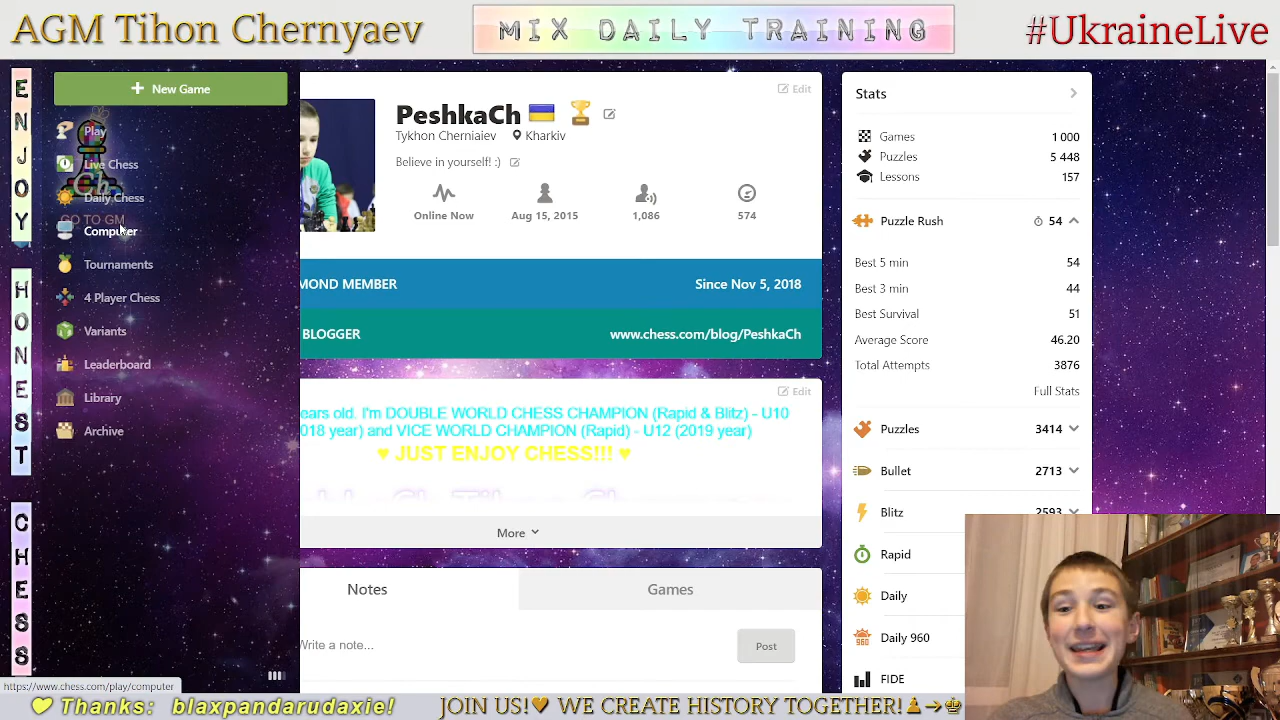 AGM Tihon Chernyaev
MIX DAILY TRAINING
#UkraineLive
ENJOY
HONEST
CHESS
New Game
Play
Live Chess
Daily Chess
GO TO GM
Computer
Tournaments
4 Player Chess
Variants
Leaderboard
Library
Archive
https://www.chess.com/play/computer
Edit
PeshkaCh
Tykhon Cherniaiev Kharkiv
Believe in yourself! :)
Online Now Aug 15, 2015 1,086 574
MOND MEMBER Since Nov 5, 2018
BLOGGER www.chess.com/blog/PeshkaCh
Edit
ears old. I'm DOUBLE WORLD CHESS CHAMPION (Rapid & Blitz) - U10
018 year) and VICE WORLD CHAMPION (Rapid) - U12 (2019 year)
♥ JUST ENJOY CHESS!!! ♥
More
Notes Games
Write a note...
Post
Stats
Games 1 000
Puzzles 5 448
Lessons 157
Puzzle Rush 54
Best 5 min 54
Best 3 min 44
Best Survival 51
Average Score 46.20
Total Attempts 3876
Full Stats
Puzzles 3414
Bullet 2713
Blitz 2593
Rapid
Daily
Daily 960
FIDE
Thanks: blaxpandarudaxie!
JOIN US! WE CREATE HISTORY TOGETHER!